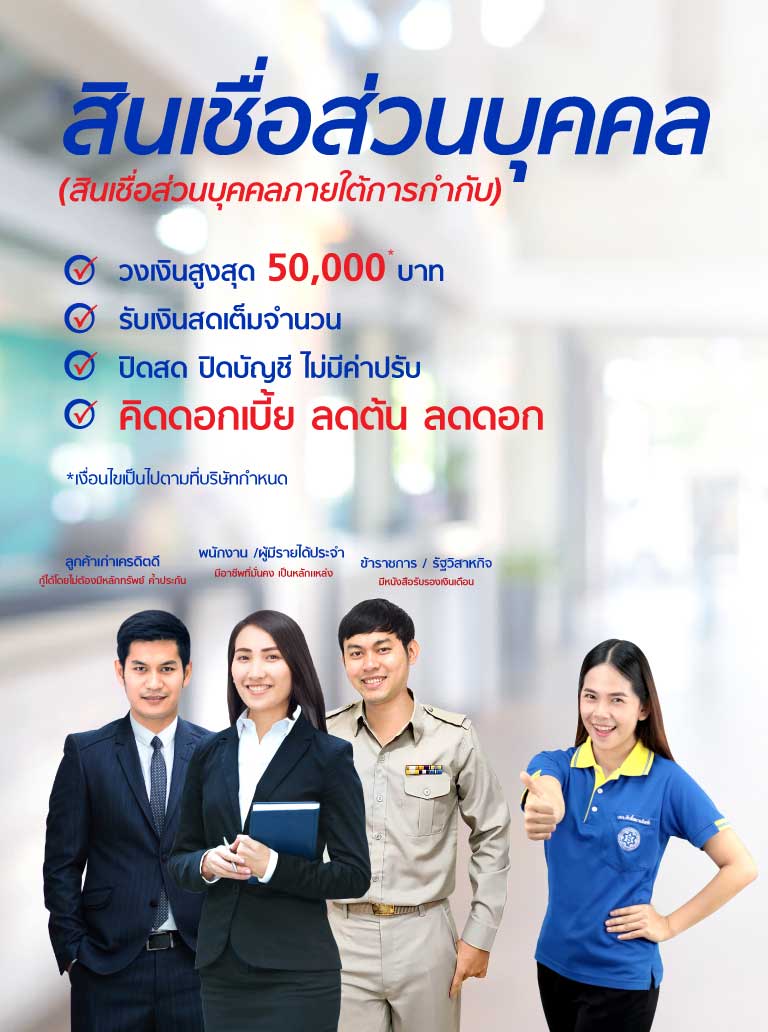 สินเชื่อส่วนบุคคล
(สินเชื่อส่วนบุคคลภายใต้การกำกับ)
วงเงินสูงสุด 50,000* บาท
รับเงินสดเต็มจำนวน
ปิดสด ปิดบัญชี ไม่มีค่าปรับ
คิดดอกเบี้ย ลดต้น ลดดอก
*เงื่อนไขเป็นไปตามที่บริษัทกำหนด
ลูกค้าเก่าเครดิตดี
กู้ได้โดยไม่ต้องมีหลักทรัพย์ ค้ำประกัน
พนักงาน /ผู้มีรายได้ประจำ
มีอาชีพที่มั่นคง เป็นหลักแหล่ง
ข้าราชการ / รัฐวิสาหกิจ
มีหนังสือรับรองเงินเดือน